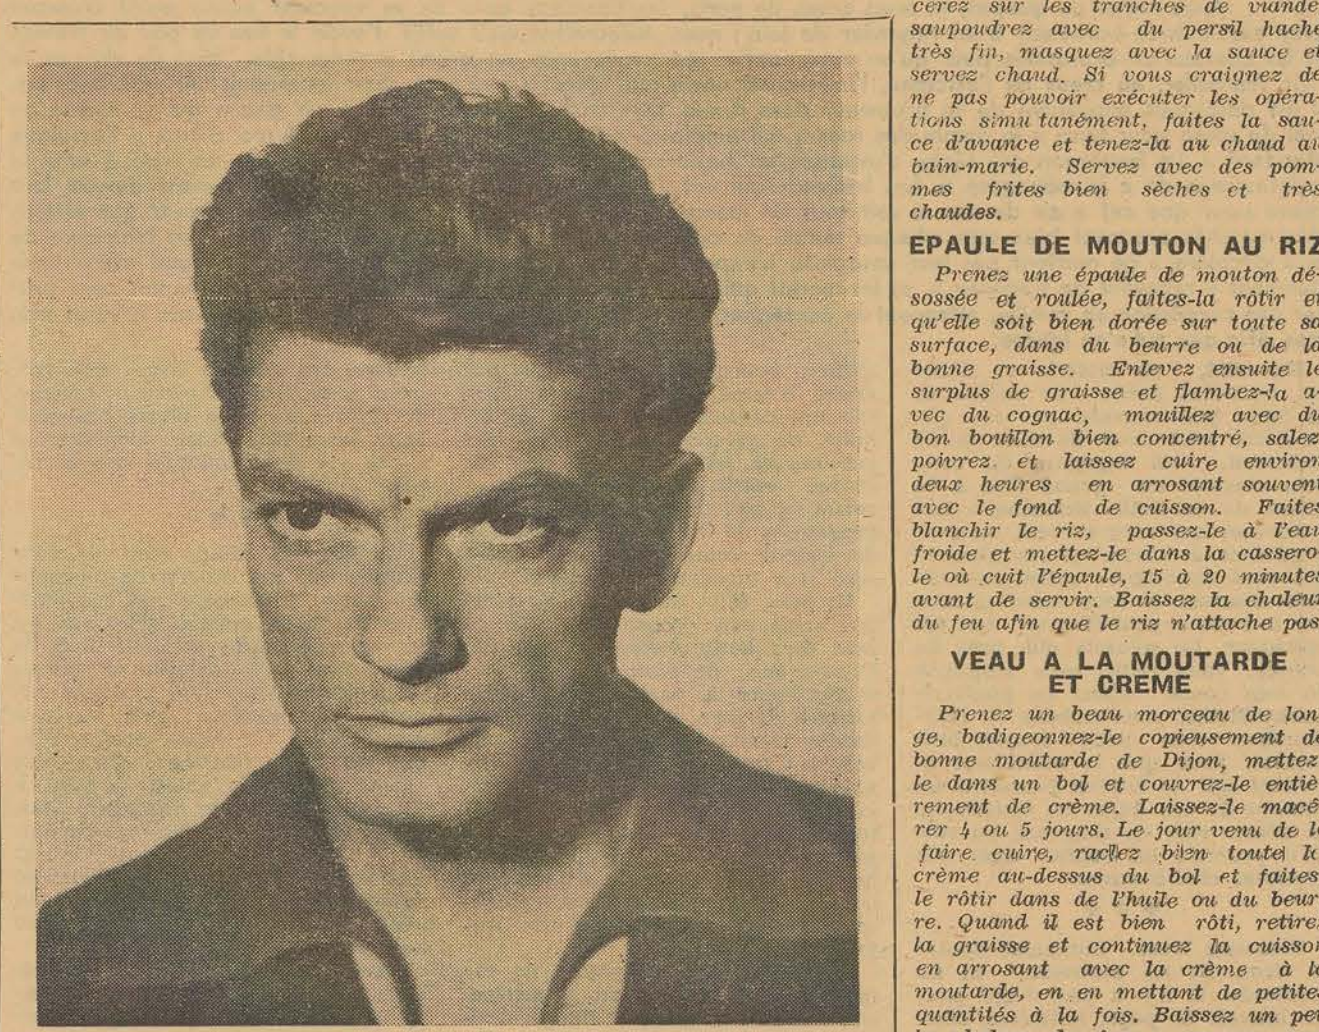 cerez sur les tranches de viande
saupoudrez avec du persil haché
très fin, masquez avec la sauce et
servez chaud. Si vous craignez de
ne pas pouvoir exécuter les opéra-
tions simu tanément, faites la sau-
ce d'avance et tenez-la au chaud au
bain-marie. Servez avec des pom-
mes frites bien sèches et très
chaudes.
EPAULE DE MOUTON AU RIZ
Prenez une épaule de mouton dé-
sossée et roulée, faites-la rôtir et
qu'elle soit bien dorée sur toute sa
surface, dans du beurre ou de la
bonne graisse. Enlevez ensuite le
surplus de graisse et flambez-la a-
vec du cognac, mouillez avec du
bon bouillon bien concentré, salez
poivrez et laissez cuire environ
deux heures en arrosant souvent
avec le fond de cuisson. Faites
blanchir le riz, passez-le à l'eau
froide et mettez-le dans la cassero-
le où cuit l'épaule, 15 à 20 minutes
avant de servir. Baissez la chaleur
du feu afin que le riz n'attache pas
VEAU A LA MOUTARDE
ET CREME
Prenez un beau morceau de lon-
ge, badigeonnez-le copieusement de
bonne moutarde de Dijon, mettez-
le dans un bol et couvrez-le entiè-
rement de crème. Laissez-le macé-
rer 4 ou 5 jours. Le jour venu de le
faire cuire, raclez bien toute la
crème au-dessus du bol et faites-
le rôtir dans de l'huile ou du beur-
re. Quand il est bien rôti, retirez
la graisse et continuez la cuisson
en arrosant avec la crème à la
moutarde, en en mettant de petites
quantités à la fois. Baissez un peu